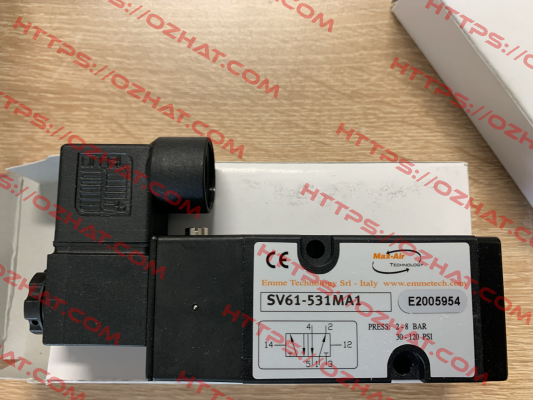 HTTPS://OZHAT.COM
CE
Max-Air
TECHNOLOGY
Emme Technology Srl - Italy www.emmetech.com
SV61-531MA1
E2005954
4 2
14 12
5 1 3
PRESS: 2-8 BAR
30-120 PSI